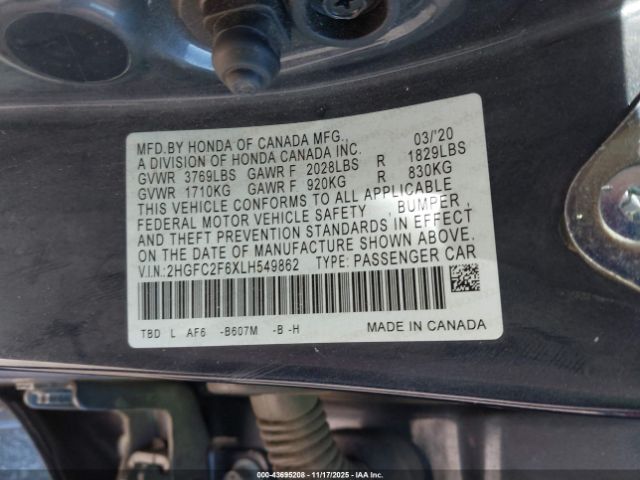 MFD.BY HONDA OF CANADA MFG., 03/'20
A DIVISION OF HONDA CANADA INC.
GVWR 3769LBS GAWR F 2028LBS R 1829LBS
GVWR 1710KG GAWR F 920KG R 830KG
THIS VEHICLE CONFORMS TO ALL APPLICABLE
FEDERAL MOTOR VEHICLE SAFETY , BUMPER ,
AND THEFT PREVENTION STANDARDS IN EFFECT
ON THE DATE OF MANUFACTURE SHOWN ABOVE.
V.I.N.:2HGFC2F6XLH549862 TYPE: PASSENGER CAR
TBD L AF6 -B607M -B -H MADE IN CANADA
000-43695208 - 11/17/2025 - IAA Inc.